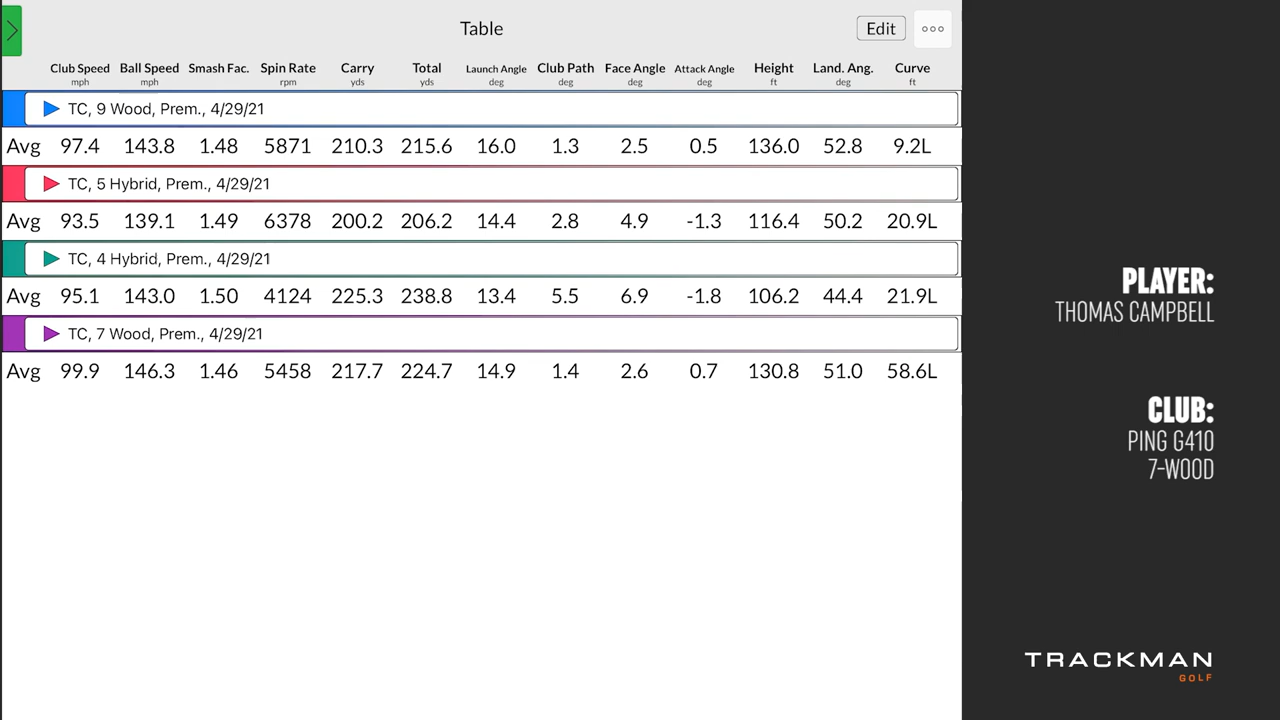 Table
Edit
Club Speed Ball Speed Smash Fac. Spin Rate Carry Total Launch Angle Club Path Face Angle Attack Angle Height Land. Ang. Curve
mph mph rpm yds yds deg deg deg deg ft deg ft
TC, 9 Wood, Prem., 4/29/21
Avg 97.4 143.8 1.48 5871 210.3 215.6 16.0 1.3 2.5 0.5 136.0 52.8 9.2L
TC, 5 Hybrid, Prem., 4/29/21
Avg 93.5 139.1 1.49 6378 200.2 206.2 14.4 2.8 4.9 -1.3 116.4 50.2 20.9L
TC, 4 Hybrid, Prem., 4/29/21
Avg 95.1 143.0 1.50 4124 225.3 238.8 13.4 5.5 6.9 -1.8 106.2 44.4 21.9L
TC, 7 Wood, Prem., 4/29/21
Avg 99.9 146.3 1.46 5458 217.7 224.7 14.9 1.4 2.6 0.7 130.8 51.0 58.6L
PLAYER:
THOMAS CAMPBELL
CLUB:
PING G410
7-WOOD
TRACKMAN
GOLF